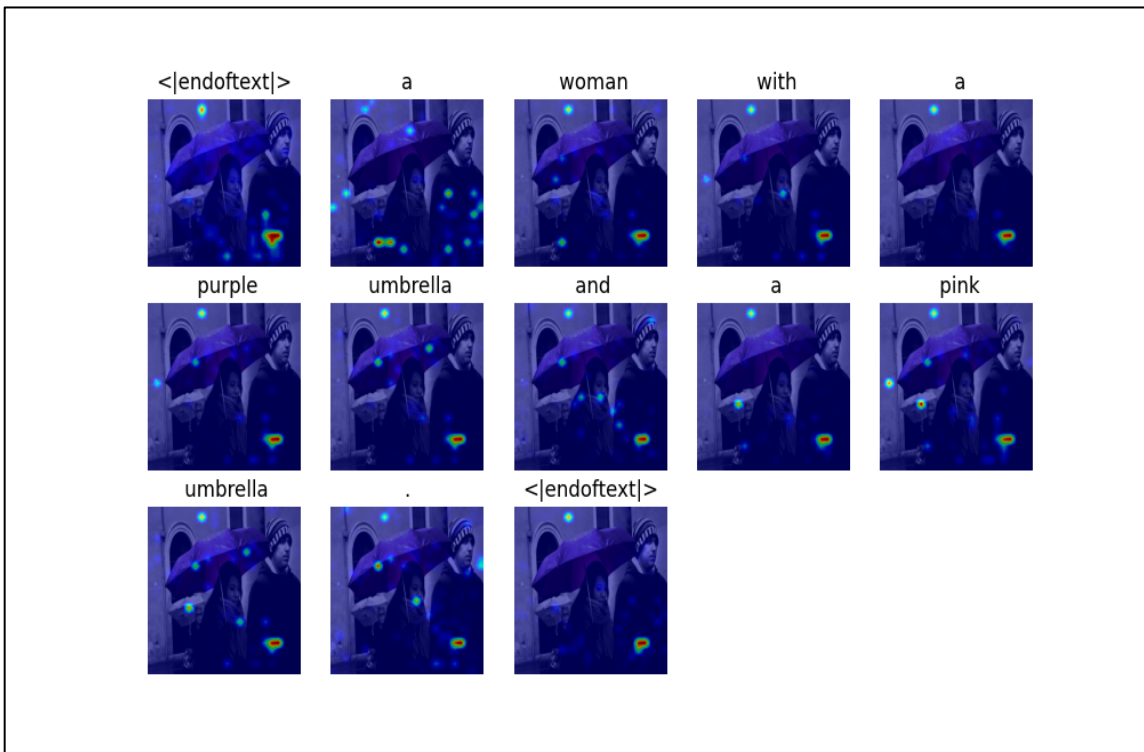 <|endoftext|> a woman with a
purple umbrella and a pink
umbrella . <|endoftext|>